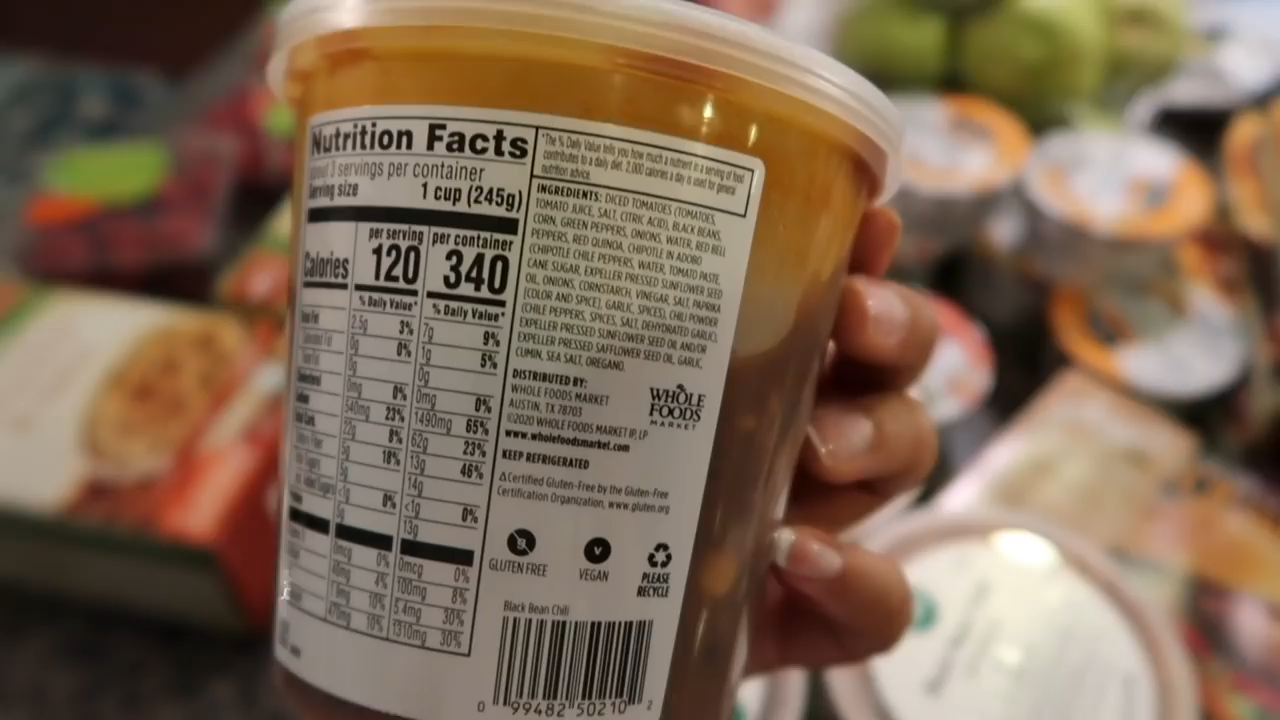 Nutrition Facts
about 3 servings per container
Serving size 1 cup (245g)
per serving per container
Calories 120 340
% Daily Value* % Daily Value*
Total Fat 2.5g 3% 7g 9%
0g 0% 1g 5%
0g 0g
0mg 0% 0mg 0%
540mg 23% 1490mg 65%
22g 8% 62g 23%
5g 18% 13g 46%
5g 14g
<1g 0% <1g 0%
5g 13g
0mcg 0% 0mcg 0%
40mg 4% 100mg 8%
10% 5.4mg 30%
470mg 10% 1310mg 30%
*The % Daily Value tells you how much a nutrient in a serving of food
contributes to a daily diet. 2,000 calories a day is used for general
nutrition advice.
INGREDIENTS: DICED TOMATOES (TOMATOES,
TOMATO JUICE, SALT, CITRIC ACID), BLACK BEANS,
CORN, GREEN PEPPERS, ONIONS, WATER, RED BELL
PEPPERS, RED QUINOA, CHIPOTLE IN ADOBO
(CHIPOTLE CHILE PEPPERS, WATER, TOMATO PASTE,
CANE SUGAR, EXPELLER PRESSED SUNFLOWER SEED
OIL, ONIONS, CORNSTARCH, VINEGAR, SALT, PAPRIKA
[COLOR AND SPICE], GARLIC, SPICES), CHILI POWDER
(CHILE PEPPERS, SPICES, SALT, DEHYDRATED GARLIC),
EXPELLER PRESSED SUNFLOWER SEED OIL AND/OR
EXPELLER PRESSED SAFFLOWER SEED OIL, GARLIC,
CUMIN, SEA SALT, OREGANO.
DISTRIBUTED BY:
WHOLE FOODS MARKET
AUSTIN, TX 78703
©2020 WHOLE FOODS MARKET IP, LP
www.wholefoodsmarket.com
WHOLE
FOODS
MARKET
KEEP REFRIGERATED
Certified Gluten-Free by the Gluten-Free
Certification Organization, www.gluten.org
GLUTEN FREE
V
VEGAN
PLEASE
RECYCLE
Black Bean Chili
0 99482 50210 2